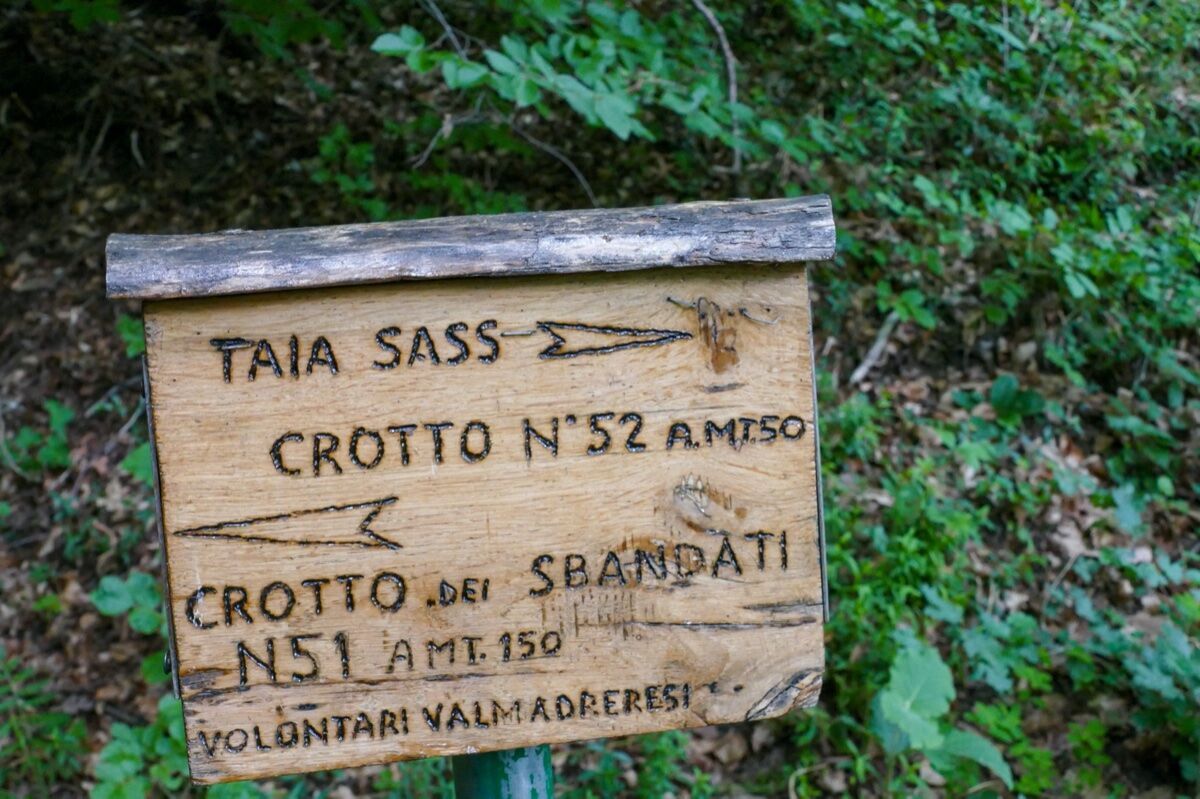 TAIA SASS
CROTTO N° 52 A.MT.50
CROTTO .DEI SBANDATI
N51 A MT. 150
VOLONTARI VALMADRERESI